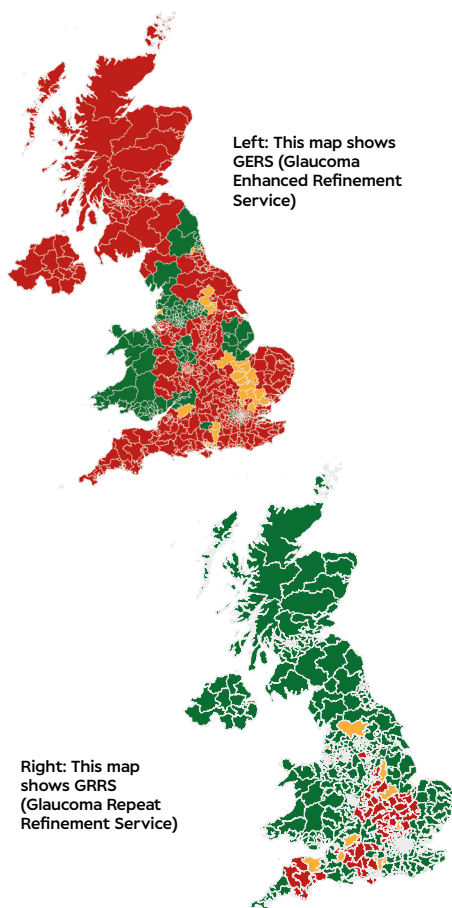 Left: This map shows
GERS (Glaucoma
Enhanced Refinement
Service)
Right: This map
shows GRRS
(Glaucoma Repeat
Refinement Service)